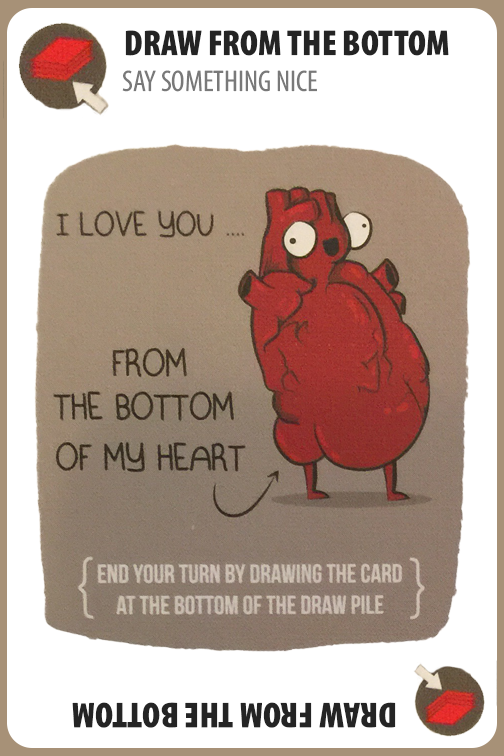 DRAW FROM THE BOTTOM
SAY SOMETHING NICE
I LOVE YOU ....
FROM
THE BOTTOM
OF MY HEART
{ END YOUR TURN BY DRAWING THE CARD
AT THE BOTTOM OF THE DRAW PILE }
DRAW FROM THE BOTTOM